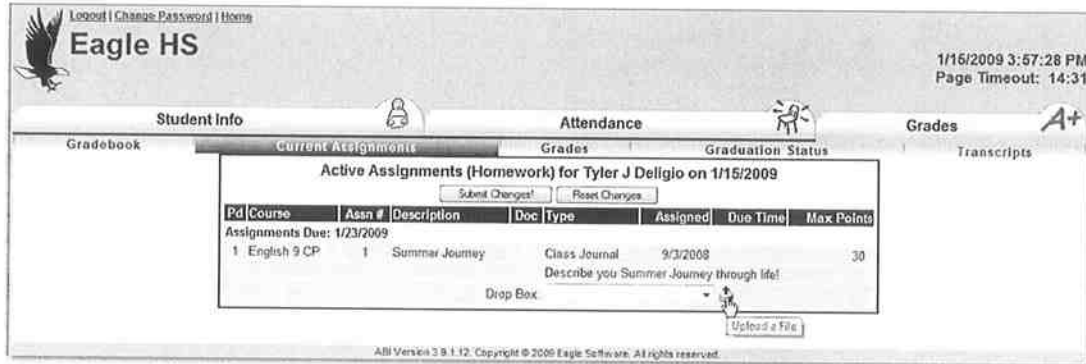 Logout | Change Password | Home
Eagle HS
1/15/2009 3:57:28 PM
Page Timeout: 14:31
Student Info Attendance Grades A+
Gradebook Current Assignments Grades Graduation Status Transcripts
Active Assignments (Homework) for Tyler J Deligio on 1/15/2009
Submit Changes! Reset Changes
Pd Course Assn # Description Doc Type Assigned Due Time Max Points
Assignments Due: 1/23/2009
1 English 9 CP 1 Summer Journey Class Journal 9/3/2008 30
Describe you Summer Journey through life!
Drop Box:
Upload a File
ABI Version 3.9.1.12. Copyright © 2009 Eagle Software. All rights reserved.